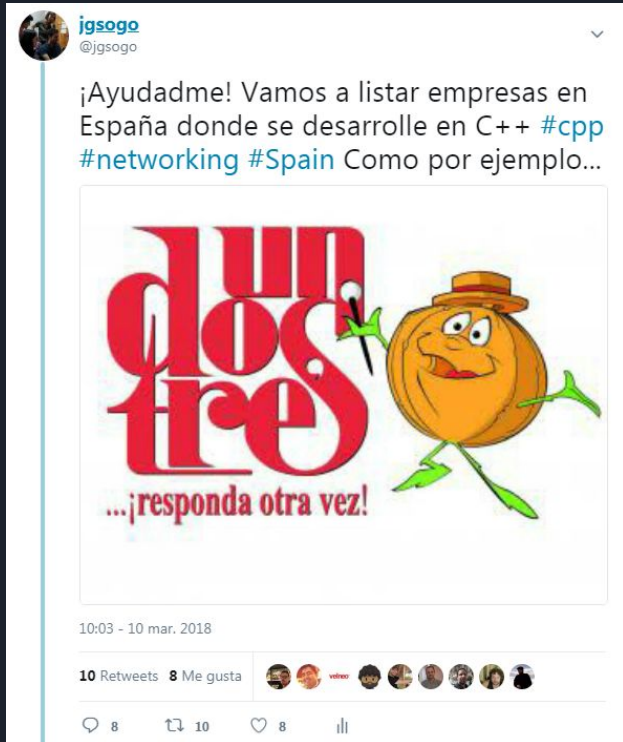 jgsogo
@jgsogo
¡Ayudadme! Vamos a listar empresas en
España donde se desarrolle en C++ #cpp
#networking #Spain Como por ejemplo...
un
dos
tres
...¡responda otra vez!
10:03 - 10 mar. 2018
10 Retweets 8 Me gusta
velneo
8 10 8